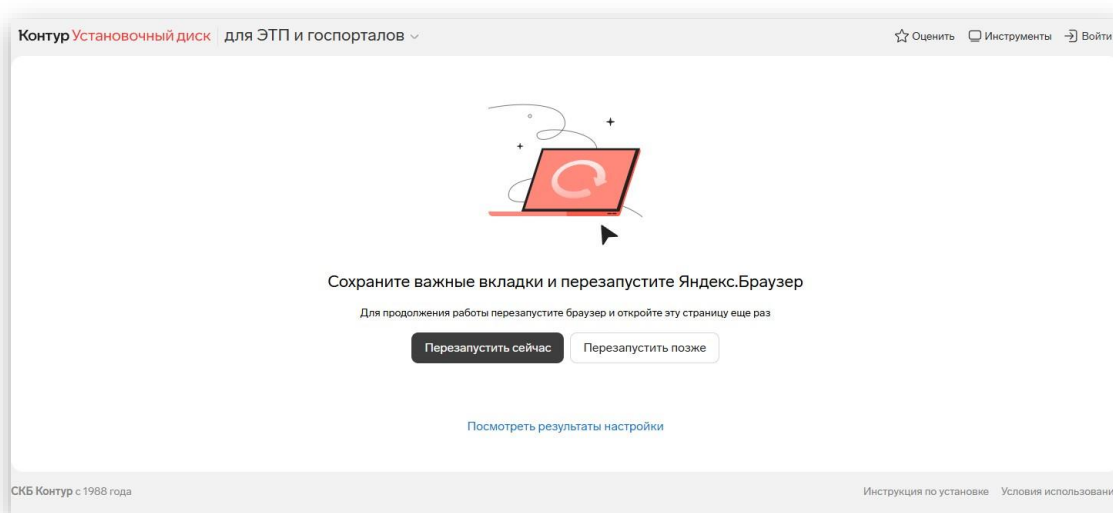 Контур Установочный диск для ЭТП и госпорталов
Оценить Инструменты Войти
Сохраните важные вкладки и перезапустите Яндекс.Браузер
Для продолжения работы перезапустите браузер и откройте эту страницу еще раз
Перезапустить сейчас Перезапустить позже
Посмотреть результаты настройки
СКБ Контур с 1988 года Инструкция по установке Условия использовани